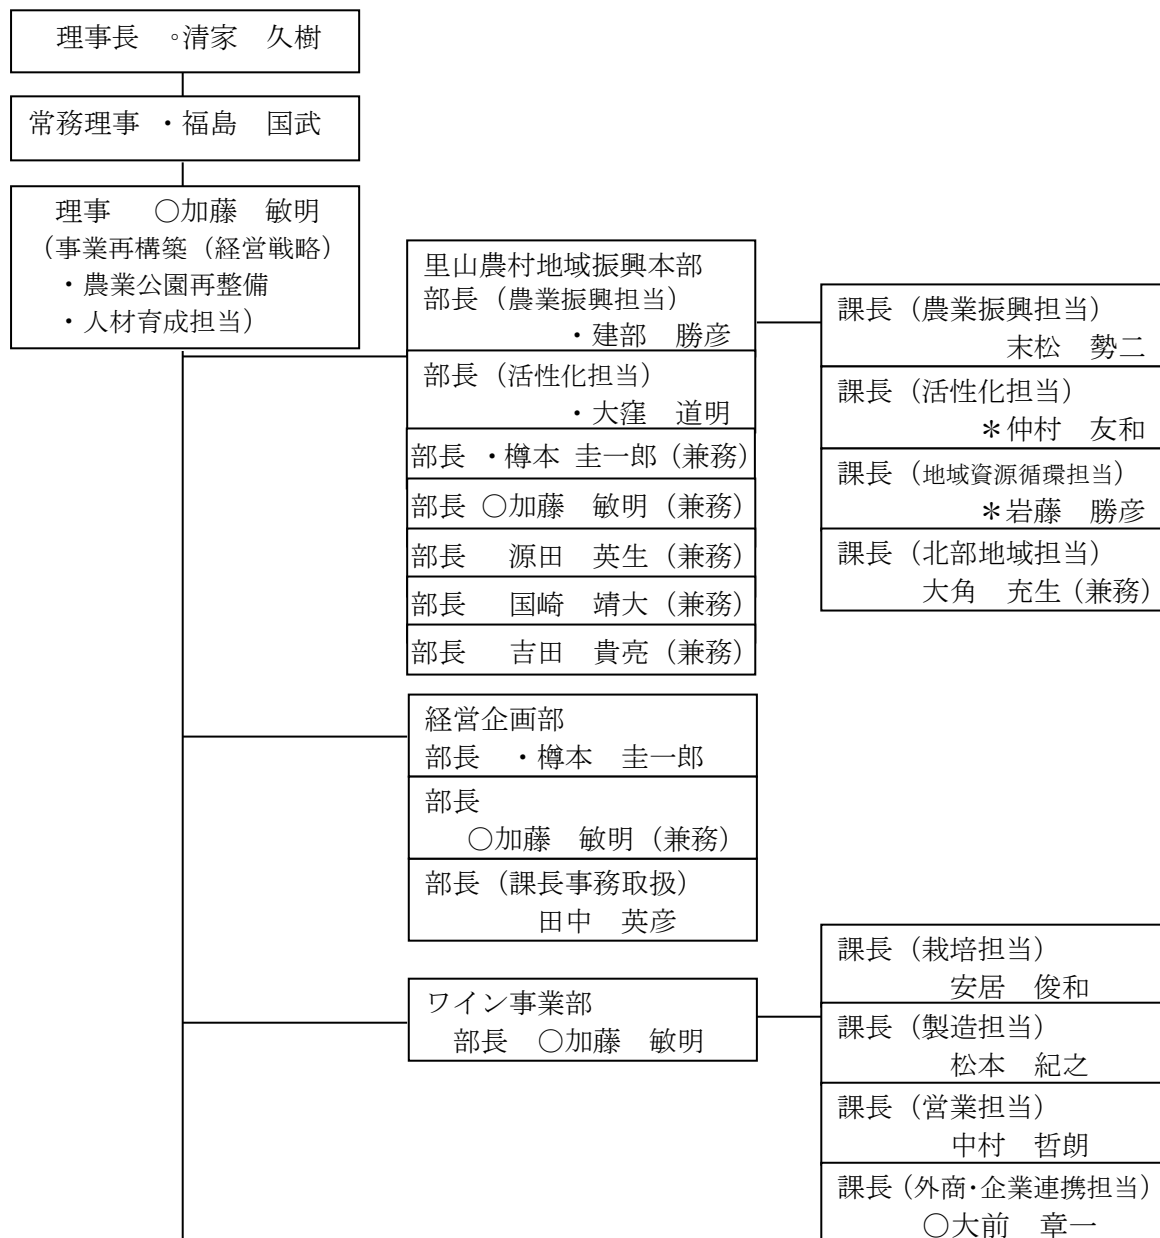 理事長　◦清家　久樹
常務理事 ・福島　国武
理事　〇加藤　敏明
（事業再構築（経営戦略）
・農業公園再整備
・人材育成担当）
里山農村地域振興本部
部長（農業振興担当）
・建部　勝彦
部長（活性化担当）
・大窪　道明
部長 ・樽本 圭一郎（兼務）
部長 〇加藤　敏明（兼務）
部長　源田　英生（兼務）
部長　国崎　靖大（兼務）
部長　吉田　貴亮（兼務）
課長（農業振興担当）
末松　勢二
課長（活性化担当）
＊仲村　友和
課長（地域資源循環担当）
＊岩藤　勝彦
課長（北部地域担当）
大角　充生（兼務）
経営企画部
部長　・樽本　圭一郎
部長
〇加藤　敏明（兼務）
部長（課長事務取扱）
田中　英彦
ワイン事業部
部長　〇加藤　敏明
課長（栽培担当）
安居　俊和
課長（製造担当）
松本　紀之
課長（営業担当）
中村　哲朗
課長（外商・企業連携担当）
〇大前　章一